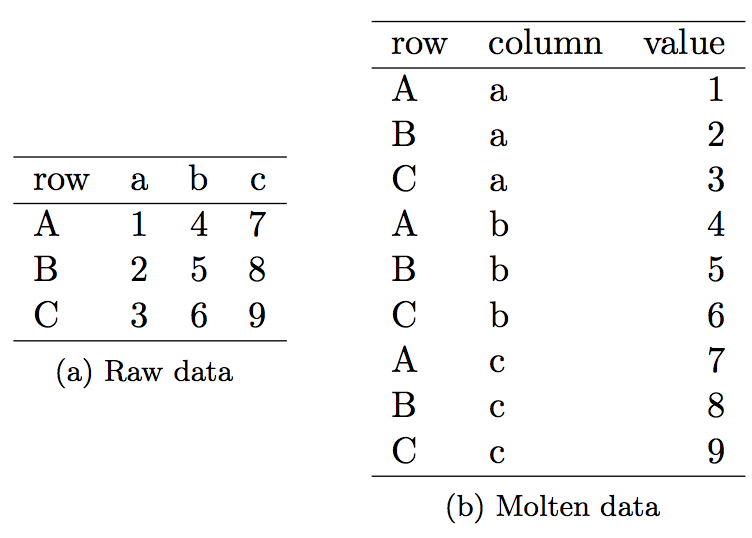 row a b c
A 1 4 7
B 2 5 8
C 3 6 9
(a) Raw data
row column value
A a 1
B a 2
C a 3
A b 4
B b 5
C b 6
A c 7
B c 8
C c 9
(b) Molten data